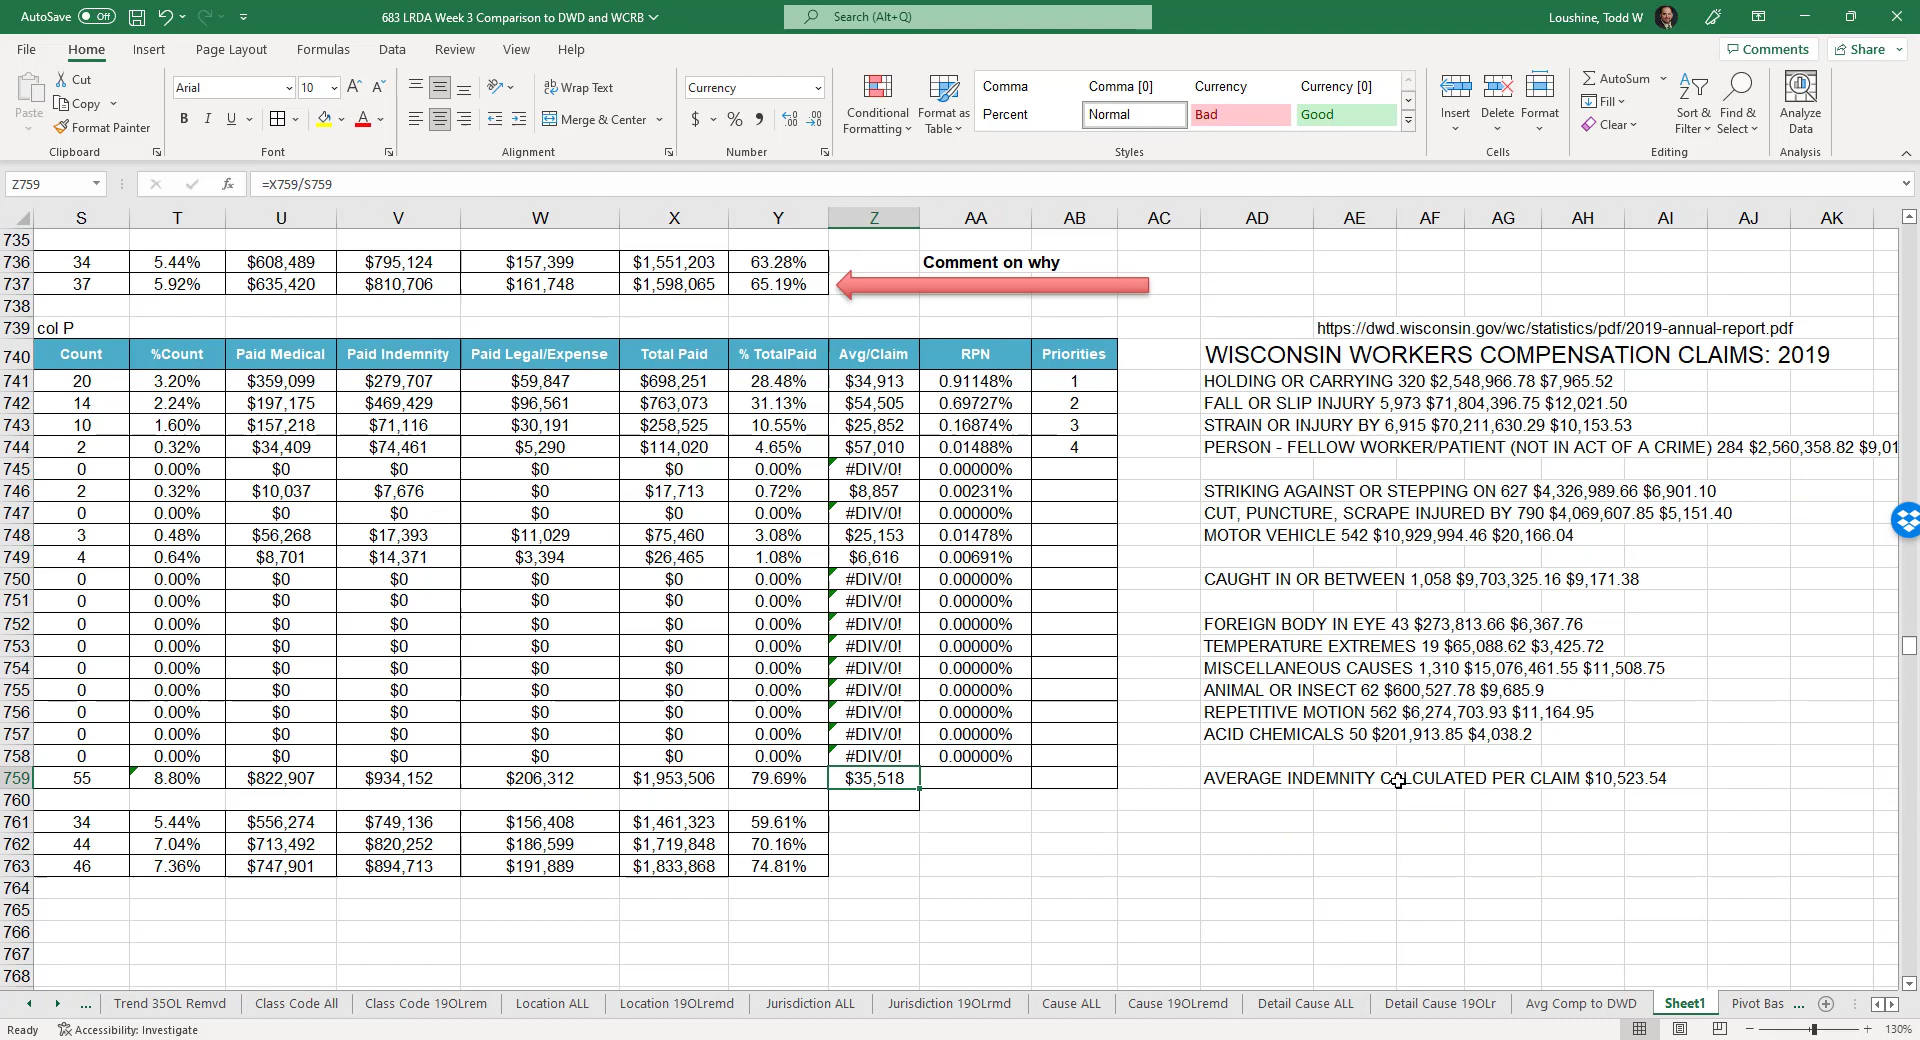 AutoSave Off 683 LRDA Week 3 Comparison to DWD and WCRB Search (Alt+Q) Loushine, Todd W
File Home Insert Page Layout Formulas Data Review View Help Comments Share
Paste Cut Copy Format Painter
Arial 10
B I U
Wrap Text
Merge & Center
Currency
$ % 9
Conditional Formatting
Format as Table
Comma Comma [0] Currency Currency [0]
Percent Normal Bad Good
Insert Delete Format
AutoSum
Fill
Clear
Sort & Filter
Find & Select
Analyze Data
Clipboard Font Alignment Number Styles Cells Editing Analysis
Z759 fx =X759/S759
S T U V W X Y Z AA AB AC AD AE AF AG AH AI AJ AK
735
736 34 5.44% $608,489 $795,124 $157,399 $1,551,203 63.28% Comment on why
737 37 5.92% $635,420 $810,706 $161,748 $1,598,065 65.19%
738
739 col P https://dwd.wisconsin.gov/wc/statistics/pdf/2019-annual-report.pdf
740 Count %Count Paid Medical Paid Indemnity Paid Legal/Expense Total Paid % TotalPaid Avg/Claim RPN Priorities WISCONSIN WORKERS COMPENSATION CLAIMS: 2019
741 20 3.20% $359,099 $279,707 $59,847 $698,251 28.48% $34,913 0.91148% 1 HOLDING OR CARRYING 320 $2,548,966.78 $7,965.52
742 14 2.24% $197,175 $469,429 $96,561 $763,073 31.13% $54,505 0.69727% 2 FALL OR SLIP INJURY 5,973 $71,804,396.75 $12,021.50
743 10 1.60% $157,218 $71,116 $30,191 $258,525 10.55% $25,852 0.16874% 3 STRAIN OR INJURY BY 6,915 $70,211,630.29 $10,153.53
744 2 0.32% $34,409 $74,461 $5,290 $114,020 4.65% $57,010 0.01488% 4 PERSON - FELLOW WORKER/PATIENT (NOT IN ACT OF A CRIME) 284 $2,560,358.82 $9,01
745 0 0.00% $0 $0 $0 $0 0.00% #DIV/0! 0.00000%
746 2 0.32% $10,037 $7,676 $0 $17,713 0.72% $8,857 0.00231% STRIKING AGAINST OR STEPPING ON 627 $4,326,989.66 $6,901.10
747 0 0.00% $0 $0 $0 $0 0.00% #DIV/0! 0.00000% CUT, PUNCTURE, SCRAPE INJURED BY 790 $4,069,607.85 $5,151.40
748 3 0.48% $56,268 $17,393 $11,029 $75,460 3.08% $25,153 0.01478% MOTOR VEHICLE 542 $10,929,994.46 $20,166.04
749 4 0.64% $8,701 $14,371 $3,394 $26,465 1.08% $6,616 0.00691%
750 0 0.00% $0 $0 $0 $0 0.00% #DIV/0! 0.00000% CAUGHT IN OR BETWEEN 1,058 $9,703,325.16 $9,171.38
751 0 0.00% $0 $0 $0 $0 0.00% #DIV/0! 0.00000%
752 0 0.00% $0 $0 $0 $0 0.00% #DIV/0! 0.00000% FOREIGN BODY IN EYE 43 $273,813.66 $6,367.76
753 0 0.00% $0 $0 $0 $0 0.00% #DIV/0! 0.00000% TEMPERATURE EXTREMES 19 $65,088.62 $3,425.72
754 0 0.00% $0 $0 $0 $0 0.00% #DIV/0! 0.00000% MISCELLANEOUS CAUSES 1,310 $15,076,461.55 $11,508.75
755 0 0.00% $0 $0 $0 $0 0.00% #DIV/0! 0.00000% ANIMAL OR INSECT 62 $600,527.78 $9,685.9
756 0 0.00% $0 $0 $0 $0 0.00% #DIV/0! 0.00000% REPETITIVE MOTION 562 $6,274,703.93 $11,164.95
757 0 0.00% $0 $0 $0 $0 0.00% #DIV/0! 0.00000% ACID CHEMICALS 50 $201,913.85 $4,038.2
758 0 0.00% $0 $0 $0 $0 0.00% #DIV/0! 0.00000%
759 55 8.80% $822,907 $934,152 $206,312 $1,953,506 79.69% $35,518 AVERAGE INDEMNITY CALCULATED PER CLAIM $10,523.54
760
761 34 5.44% $556,274 $749,136 $156,408 $1,461,323 59.61%
762 44 7.04% $713,492 $820,252 $186,599 $1,719,848 70.16%
763 46 7.36% $747,901 $894,713 $191,889 $1,833,868 74.81%
764
765
766
767
768
... Trend 35OL Remvd Class Code All Class Code 19OLrem Location ALL Location 19OLremd Jurisdiction ALL Jurisdiction 19OLrmd Cause ALL Cause 19OLremd Detail Cause ALL Detail Cause 19OLr Avg Comp to DWD Sheet1 Pivot Bas ...
Ready Accessibility: Investigate 130%